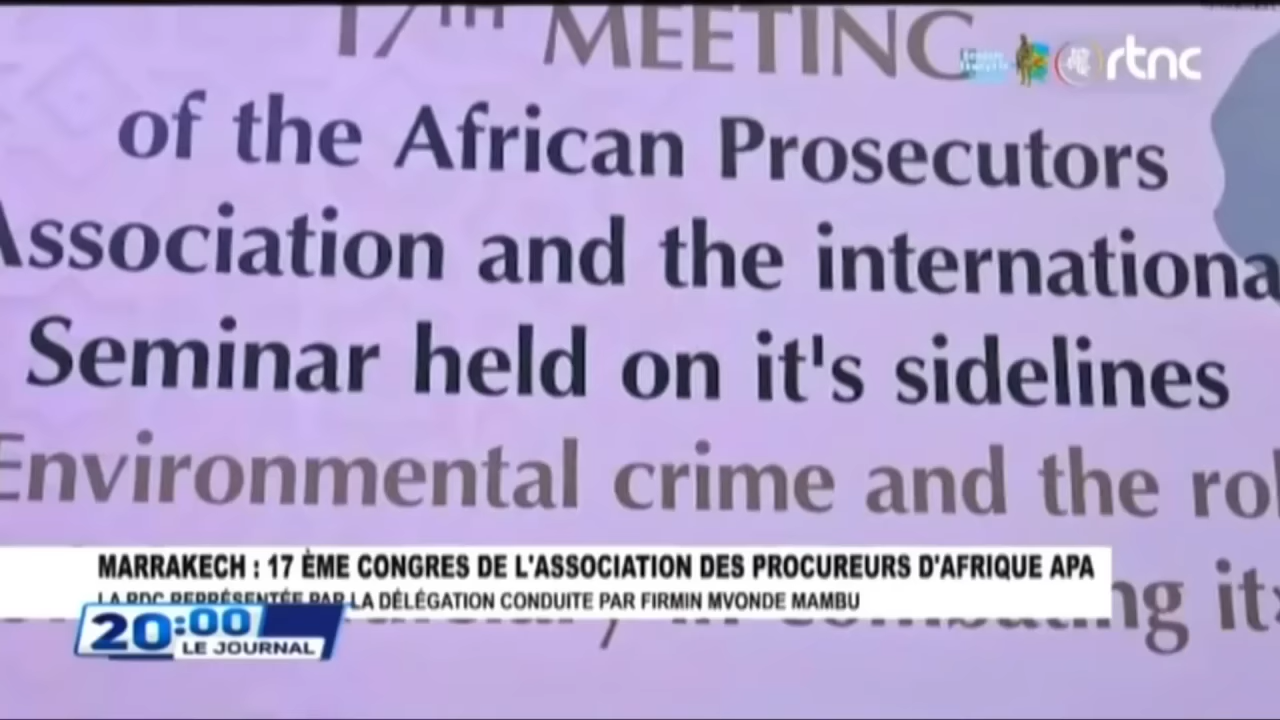 17TH MEETING
rtnc
of the African Prosecutors
Association and the internationa
Seminar held on it's sidelines
Environmental crime and the rol
MARRAKECH : 17 ÈME CONGRES DE L'ASSOCIATION DES PROCUREURS D'AFRIQUE APA
LA RDC REPRÉSENTÉE PAR LA DÉLÉGATION CONDUITE PAR FIRMIN MVONDE MAMBU
20:00
LE JOURNAL